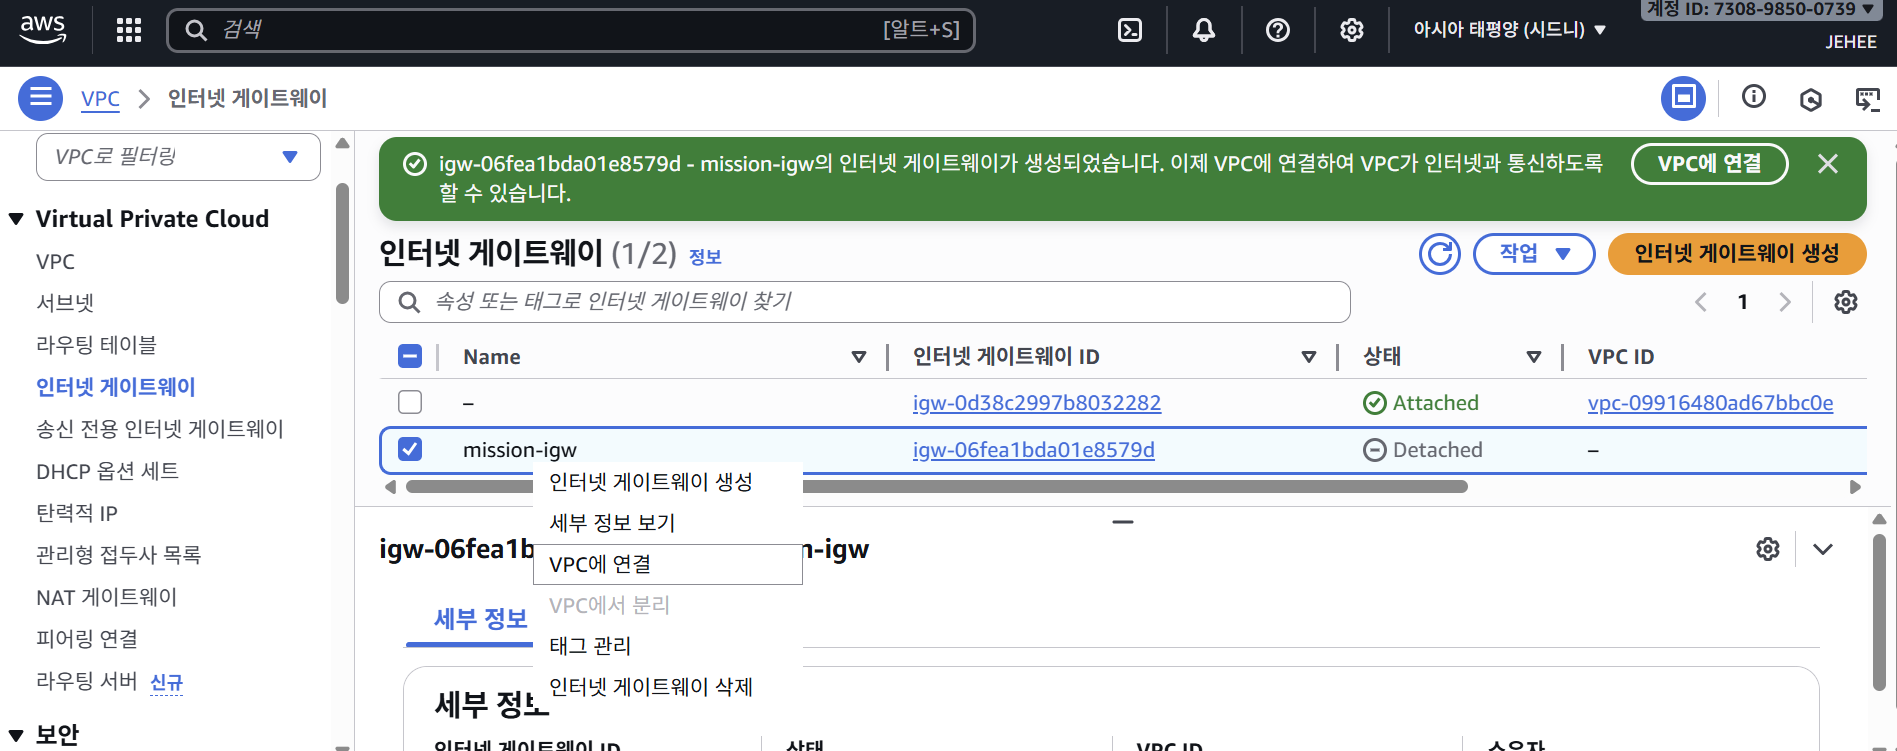 aws
검색
[알트+S]
아시아 태평양 (시드니)
계정 ID: 7308-9850-0739
JEHEE
VPC
인터넷 게이트웨이
VPC로 필터링
Virtual Private Cloud
VPC
서브넷
라우팅 테이블
인터넷 게이트웨이
송신 전용 인터넷 게이트웨이
DHCP 옵션 세트
탄력적 IP
관리형 접두사 목록
NAT 게이트웨이
피어링 연결
라우팅 서버 신규
보안
igw-06fea1bda01e8579d - mission-igw의 인터넷 게이트웨이가 생성되었습니다. 이제 VPC에 연결하여 VPC가 인터넷과 통신하도록
할 수 있습니다.
VPC에 연결
인터넷 게이트웨이 (1/2) 정보
작업
인터넷 게이트웨이 생성
속성 또는 태그로 인터넷 게이트웨이 찾기
1
Name 인터넷 게이트웨이 ID 상태 VPC ID
– igw-0d38c2997b8032282 Attached vpc-09916480ad67bbc0e
mission-igw igw-06fea1bda01e8579d Detached –
인터넷 게이트웨이 생성
세부 정보 보기
VPC에 연결
VPC에서 분리
태그 관리
인터넷 게이트웨이 삭제
igw-06fea1b n-igw
세부 정보
세부 정보
인터넷 게이트웨이 ID 상태 VPC ID 소유자